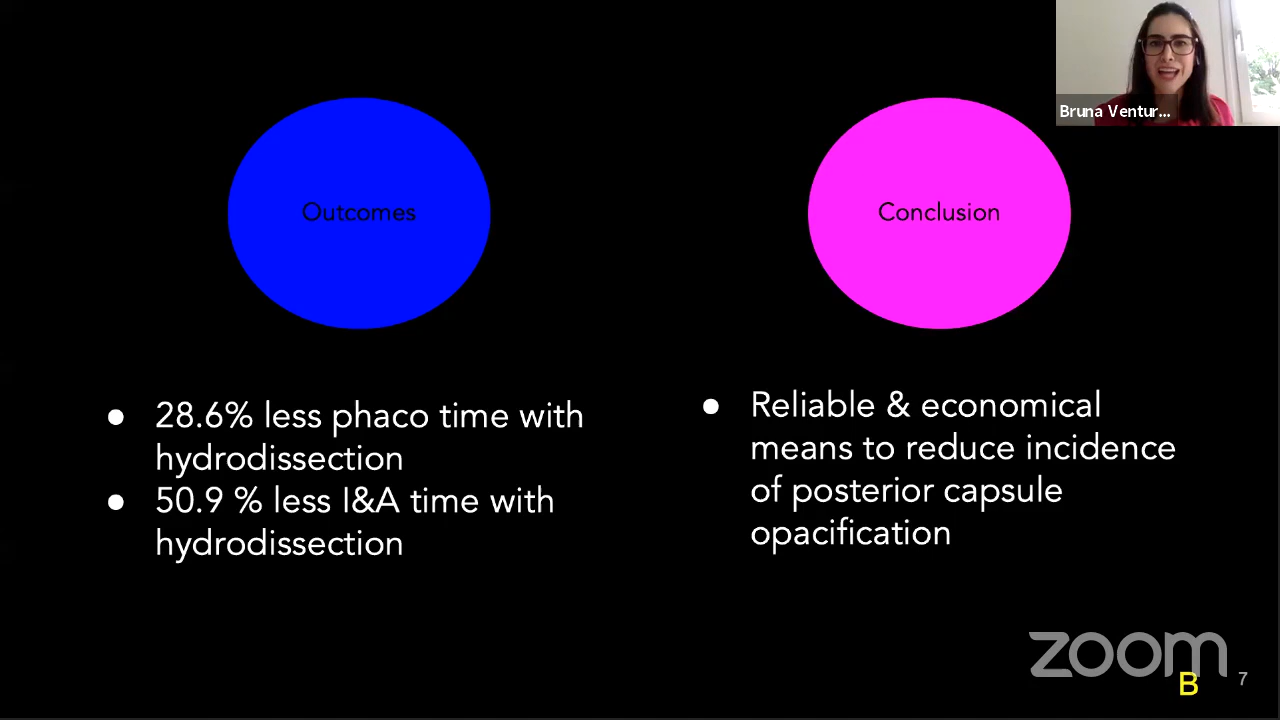 Bruna Ventur...
Outcomes
Conclusion
● 28.6% less phaco time with
hydrodissection
● 50.9 % less I&A time with
hydrodissection
● Reliable & economical
means to reduce incidence
of posterior capsule
opacification
zoom
B
7